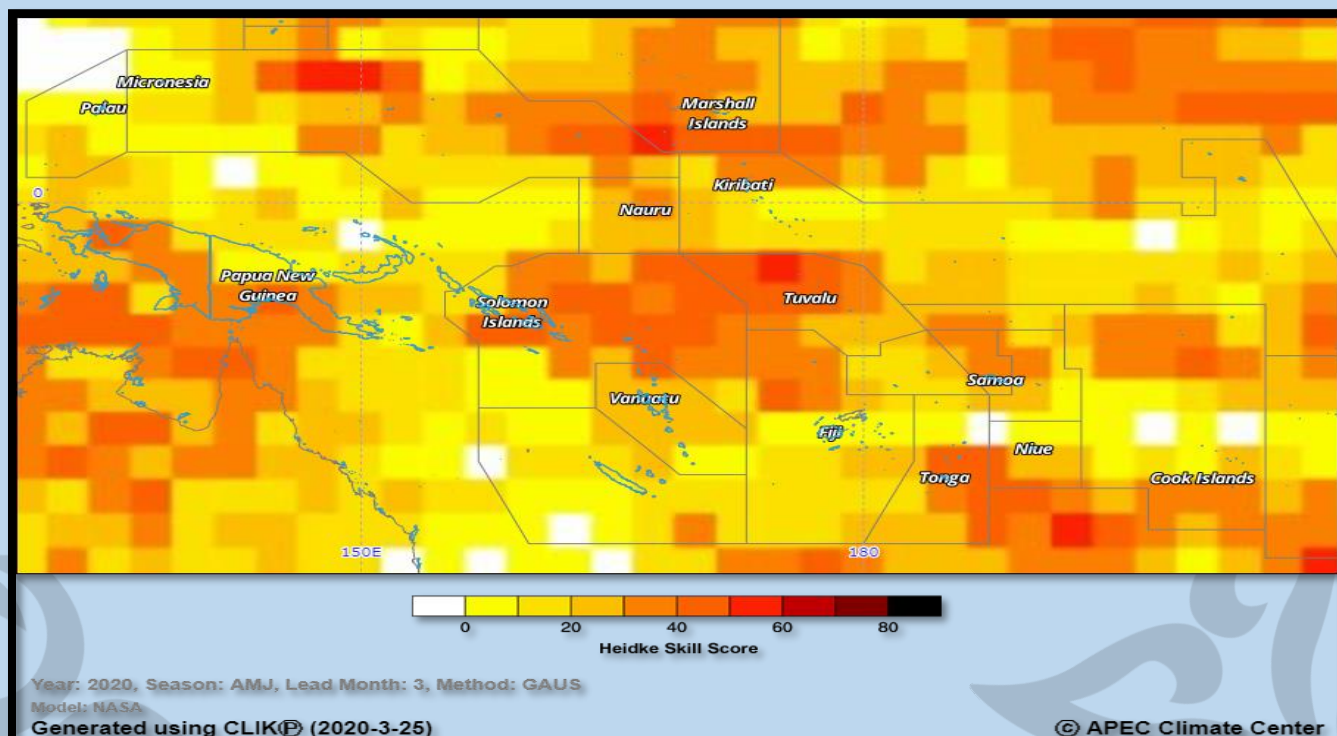 Micronesia
Palau
Marshall
Islands
0
Kiribati
Nauru
Papua New
Guinea
Solomon
Islands
Tuvalu
Samoa
Vanuatu
Fiji
Niue
Tonga
Cook Islands
150E
180
0
20
40
60
80
Heidke Skill Score
Year: 2020, Season: AMJ, Lead Month: 3, Method: GAUS
Model: NASA
Generated using CLIKⓅ (2020-3-25)
© APEC Climate Center